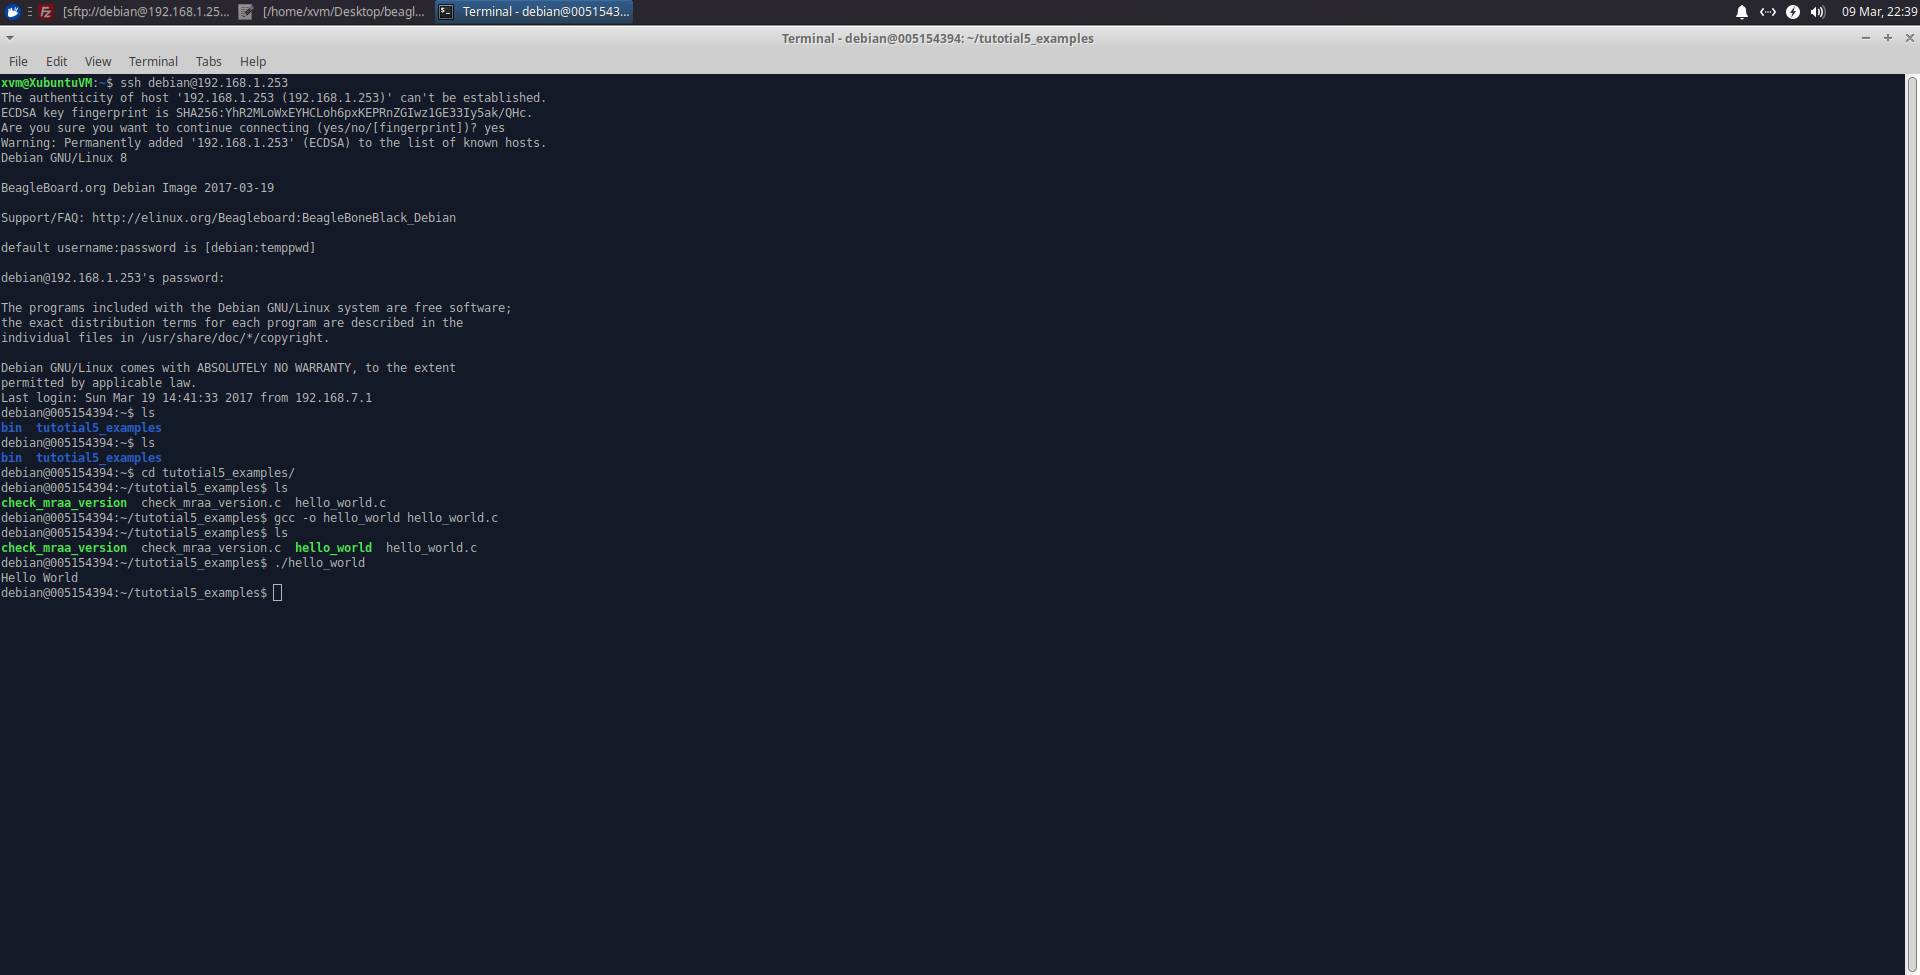 [sftp://debian@192.168.1.25... [/home/xvm/Desktop/beagl... Terminal - debian@0051543... 09 Mar, 22:39
Terminal - debian@005154394: ~/tutotial5_examples
File Edit View Terminal Tabs Help
xvm@XubuntuVM:~$ ssh debian@192.168.1.253
The authenticity of host '192.168.1.253 (192.168.1.253)' can't be established.
ECDSA key fingerprint is SHA256:YhR2MLoWxEYHCLoh6pxKEPRnZGIwz1GE33Iy5ak/QHc.
Are you sure you want to continue connecting (yes/no/[fingerprint])? yes
Warning: Permanently added '192.168.1.253' (ECDSA) to the list of known hosts.
Debian GNU/Linux 8
BeagleBoard.org Debian Image 2017-03-19
Support/FAQ: http://elinux.org/Beagleboard:BeagleBoneBlack_Debian
default username:password is [debian:temppwd]
debian@192.168.1.253's password:
The programs included with the Debian GNU/Linux system are free software;
the exact distribution terms for each program are described in the
individual files in /usr/share/doc/*/copyright.
Debian GNU/Linux comes with ABSOLUTELY NO WARRANTY, to the extent
permitted by applicable law.
Last login: Sun Mar 19 14:41:33 2017 from 192.168.7.1
debian@005154394:~$ ls
bin  tutotial5_examples
debian@005154394:~$ ls
bin  tutotial5_examples
debian@005154394:~$ cd tutotial5_examples/
debian@005154394:~/tutotial5_examples$ ls
check_mraa_version  check_mraa_version.c  hello_world.c
debian@005154394:~/tutotial5_examples$ gcc -o hello_world hello_world.c
debian@005154394:~/tutotial5_examples$ ls
check_mraa_version  check_mraa_version.c  hello_world  hello_world.c
debian@005154394:~/tutotial5_examples$ ./hello_world
Hello World
debian@005154394:~/tutotial5_examples$